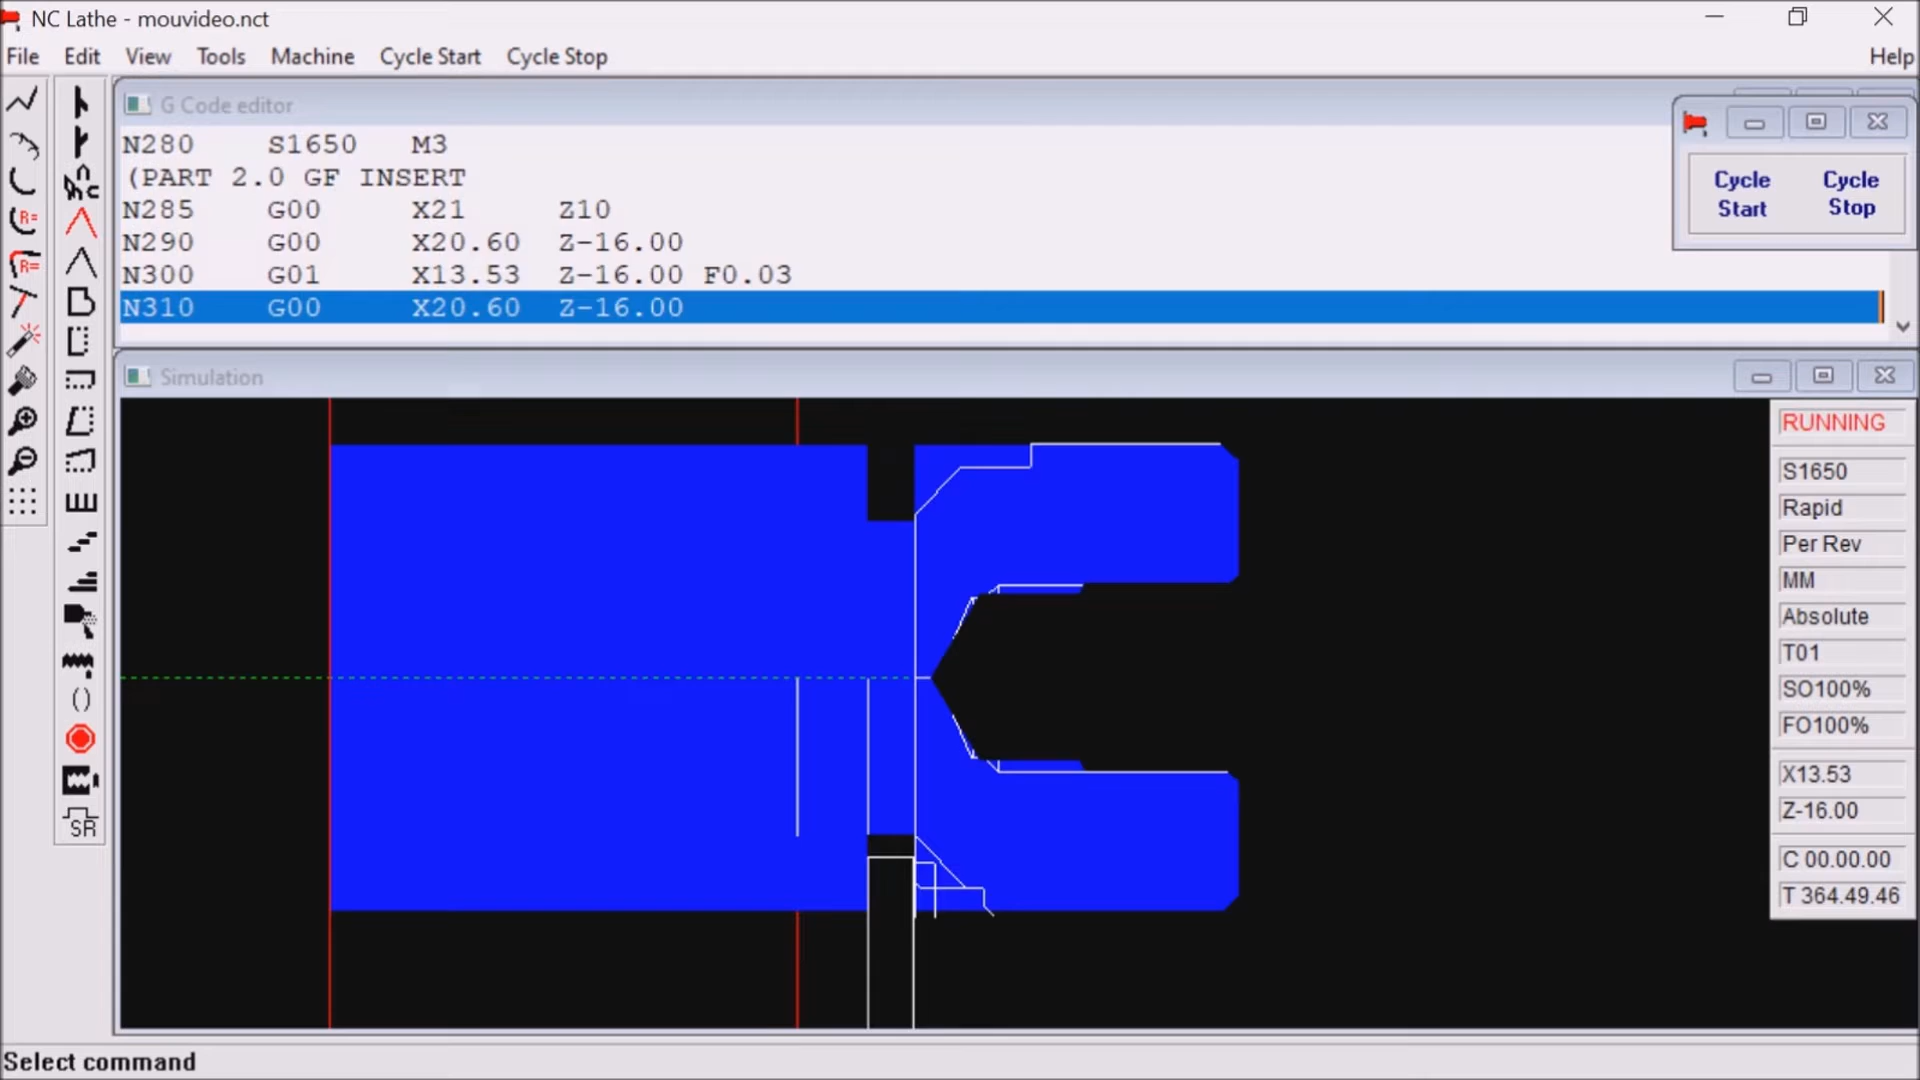 NC Lathe - mouvideo.nct
File Edit View Tools Machine Cycle Start Cycle Stop Help
G Code editor
N280 S1650 M3
(PART 2.0 GF INSERT
N285 G00 X21 Z10
N290 G00 X20.60 Z-16.00
N300 G01 X13.53 Z-16.00 F0.03
N310 G00 X20.60 Z-16.00
Cycle Start
Cycle Stop
R=
R=
SR
Simulation
RUNNING
S1650
Rapid
Per Rev
MM
Absolute
T01
SO100%
FO100%
X13.53
Z-16.00
C 00.00.00
T 364.49.46
Select command